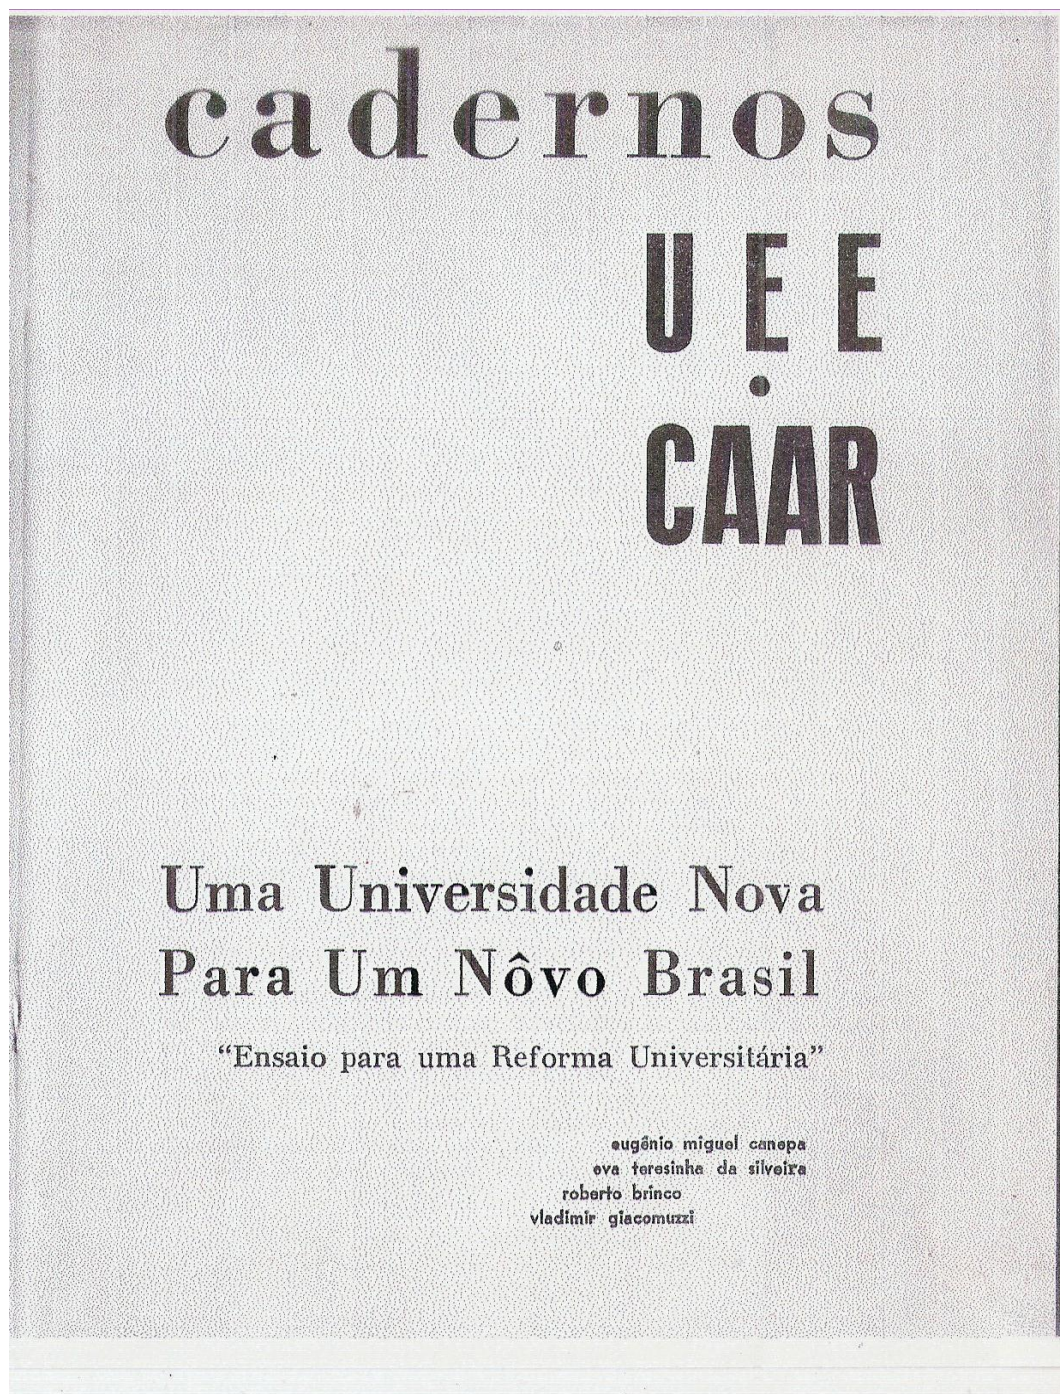 cadernos
UEE
•
CAAR
Uma Universidade Nova
Para Um Nôvo Brasil
“Ensaio para uma Reforma Universitária”
eugênio miguel canepa
eva teresinha da silveira
roberto brinco
vladimir giacomuzzi